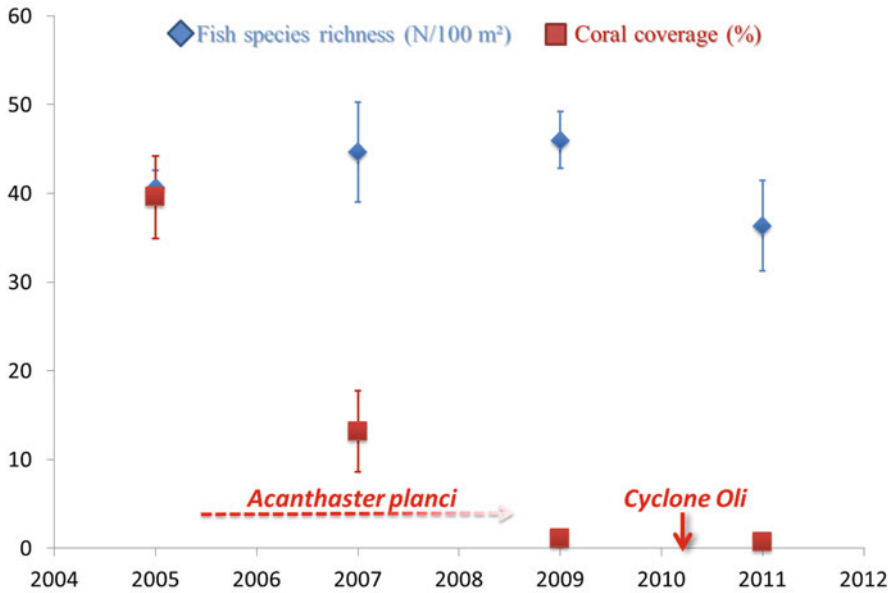 60
Fish species richness (N/100 m²) Coral coverage (%)
50
40
30
20
10
Acanthaster planci Cyclone Oli
0
2004 2005 2006 2007 2008 2009 2010 2011 2012